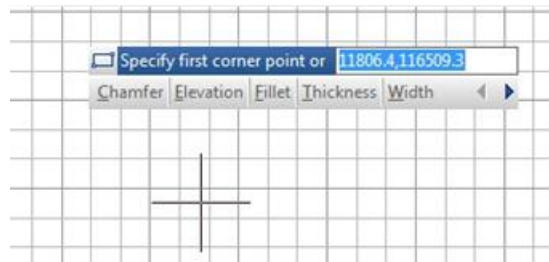 Specify first corner point or 11806.4,116509.3
Chamfer Elevation Fillet Thickness Width